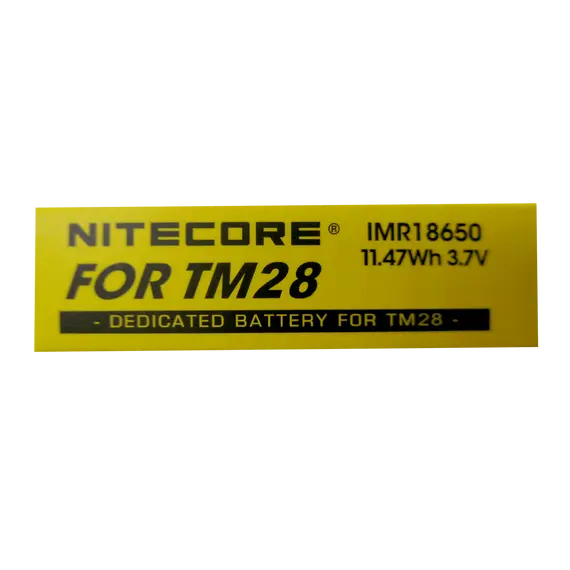 NITECORE® IMR18650
11.47Wh 3.7V
FOR TM28
- DEDICATED BATTERY FOR TM28 -